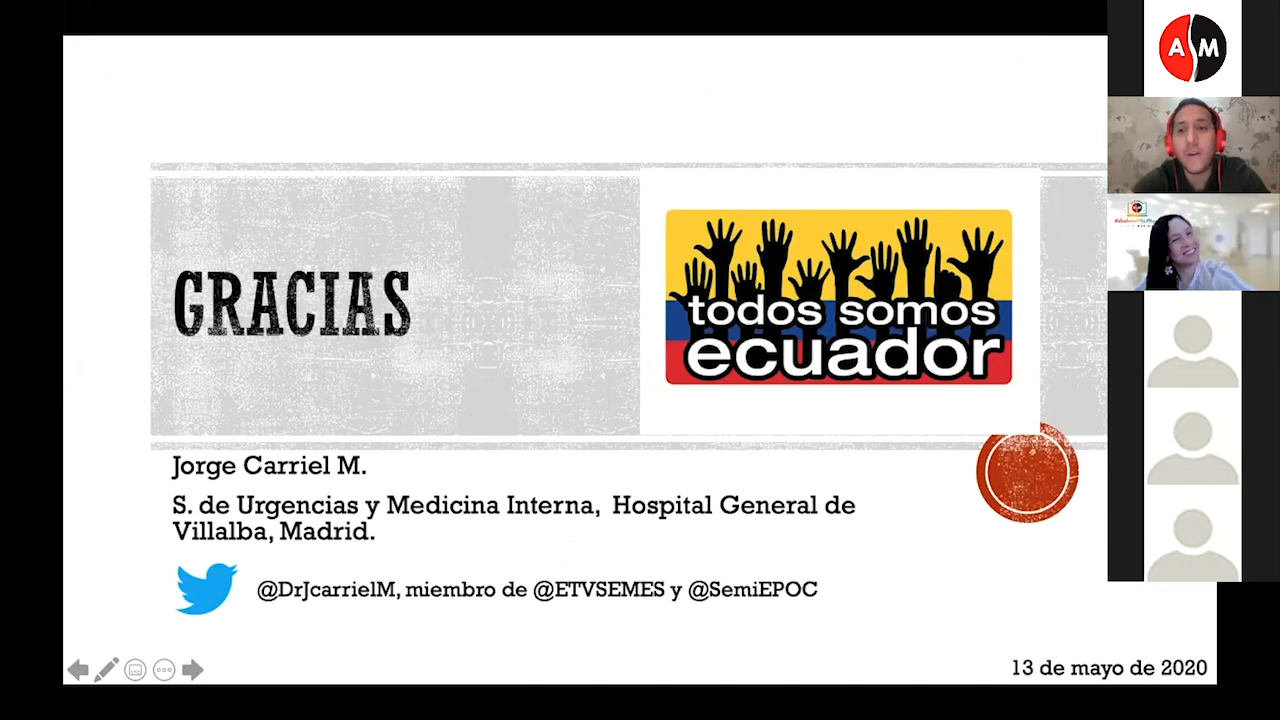 A M
GRACIAS
todos somos
ecuador
Jorge Carriel M.
S. de Urgencias y Medicina Interna, Hospital General de
Villalba, Madrid.
@DrJcarrielM, miembro de @ETVSEMES y @SemiEPOC
13 de mayo de 2020